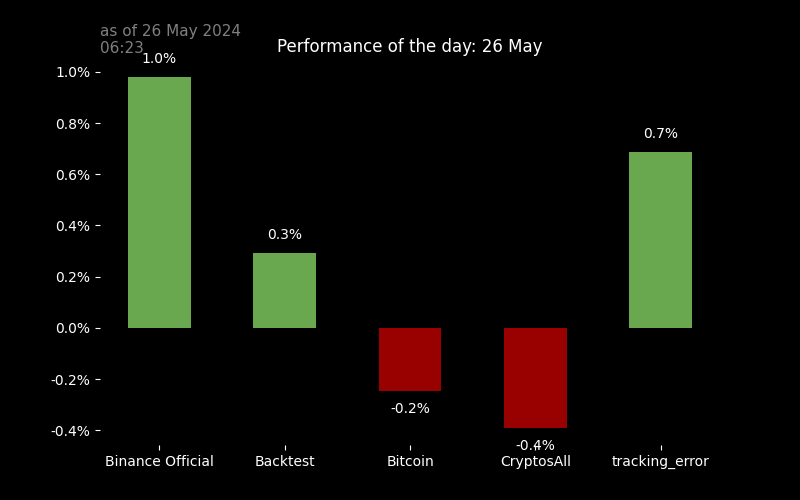 as of 26 May 2024
06:23
Performance of the day: 26 May
1.0%
0.8%
0.6%
0.4%
0.2%
0.0%
-0.2%
-0.4%
1.0%
0.3%
-0.2%
-0.4%
0.7%
Binance Official
Backtest
Bitcoin
CryptosAll
tracking_error